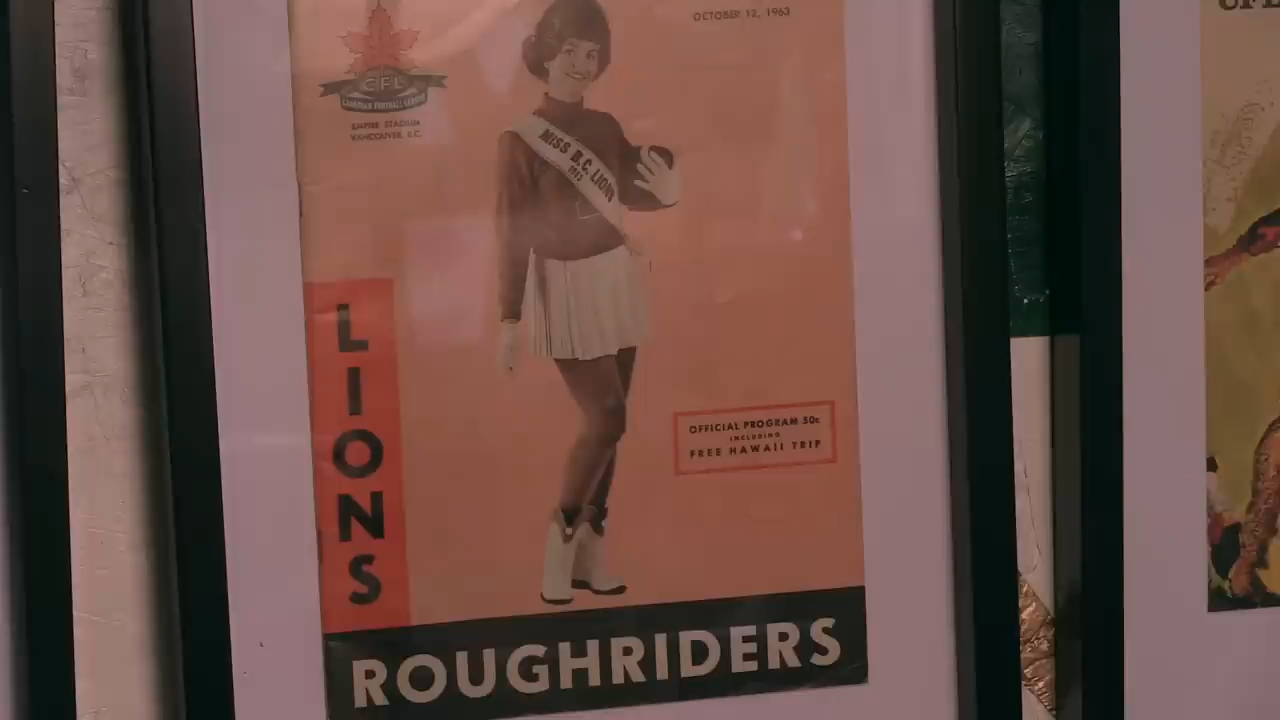 OCTOBER 12, 1963
CFL
CANADIAN FOOTBALL LEAGUE
EMPIRE STADIUM
VANCOUVER, B.C.
MISS B.C. LIONS
LIONS
OFFICIAL PROGRAM 50c
INCLUDING
FREE HAWAII TRIP
ROUGHRIDERS